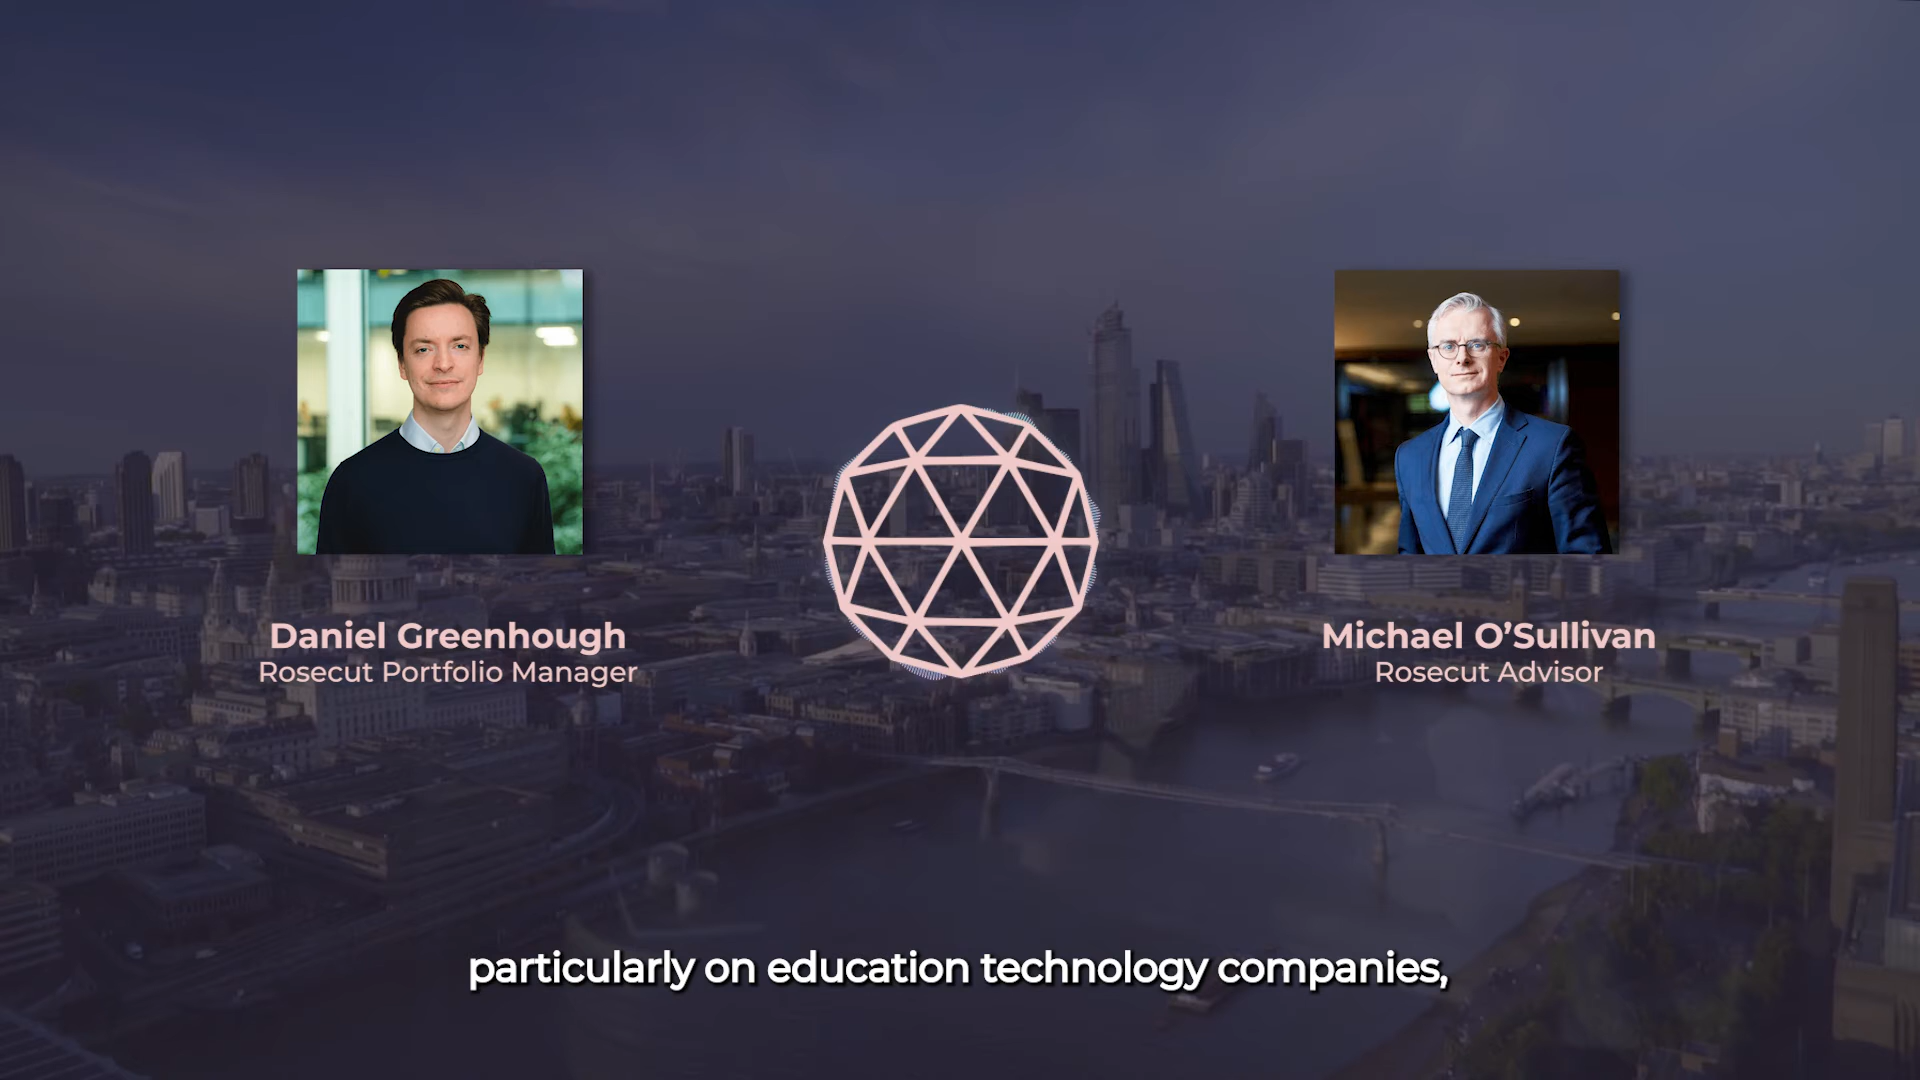 Daniel Greenhough
Rosecut Portfolio Manager
Michael O’Sullivan
Rosecut Advisor
particularly on education technology companies,